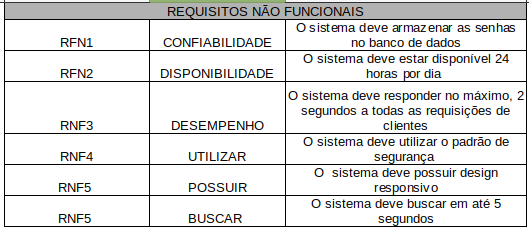 REQUISITOS NÃO FUNCIONAIS
RFN1 CONFIABILIDADE O sistema deve armazenar as senhas
no banco de dados
RFN2 DISPONIBILIDADE O sistema deve estar disponível 24
horas por dia
RNF3 DESEMPENHO O sistema deve responder no máximo, 2
segundos a todas as requisições de
clientes
RNF4 UTILIZAR O sistema deve utilizar o padrão de
segurança
RNF5 POSSUIR O  sistema deve possuir design
responsivo
RNF5 BUSCAR O sistema deve buscar em até 5
segundos